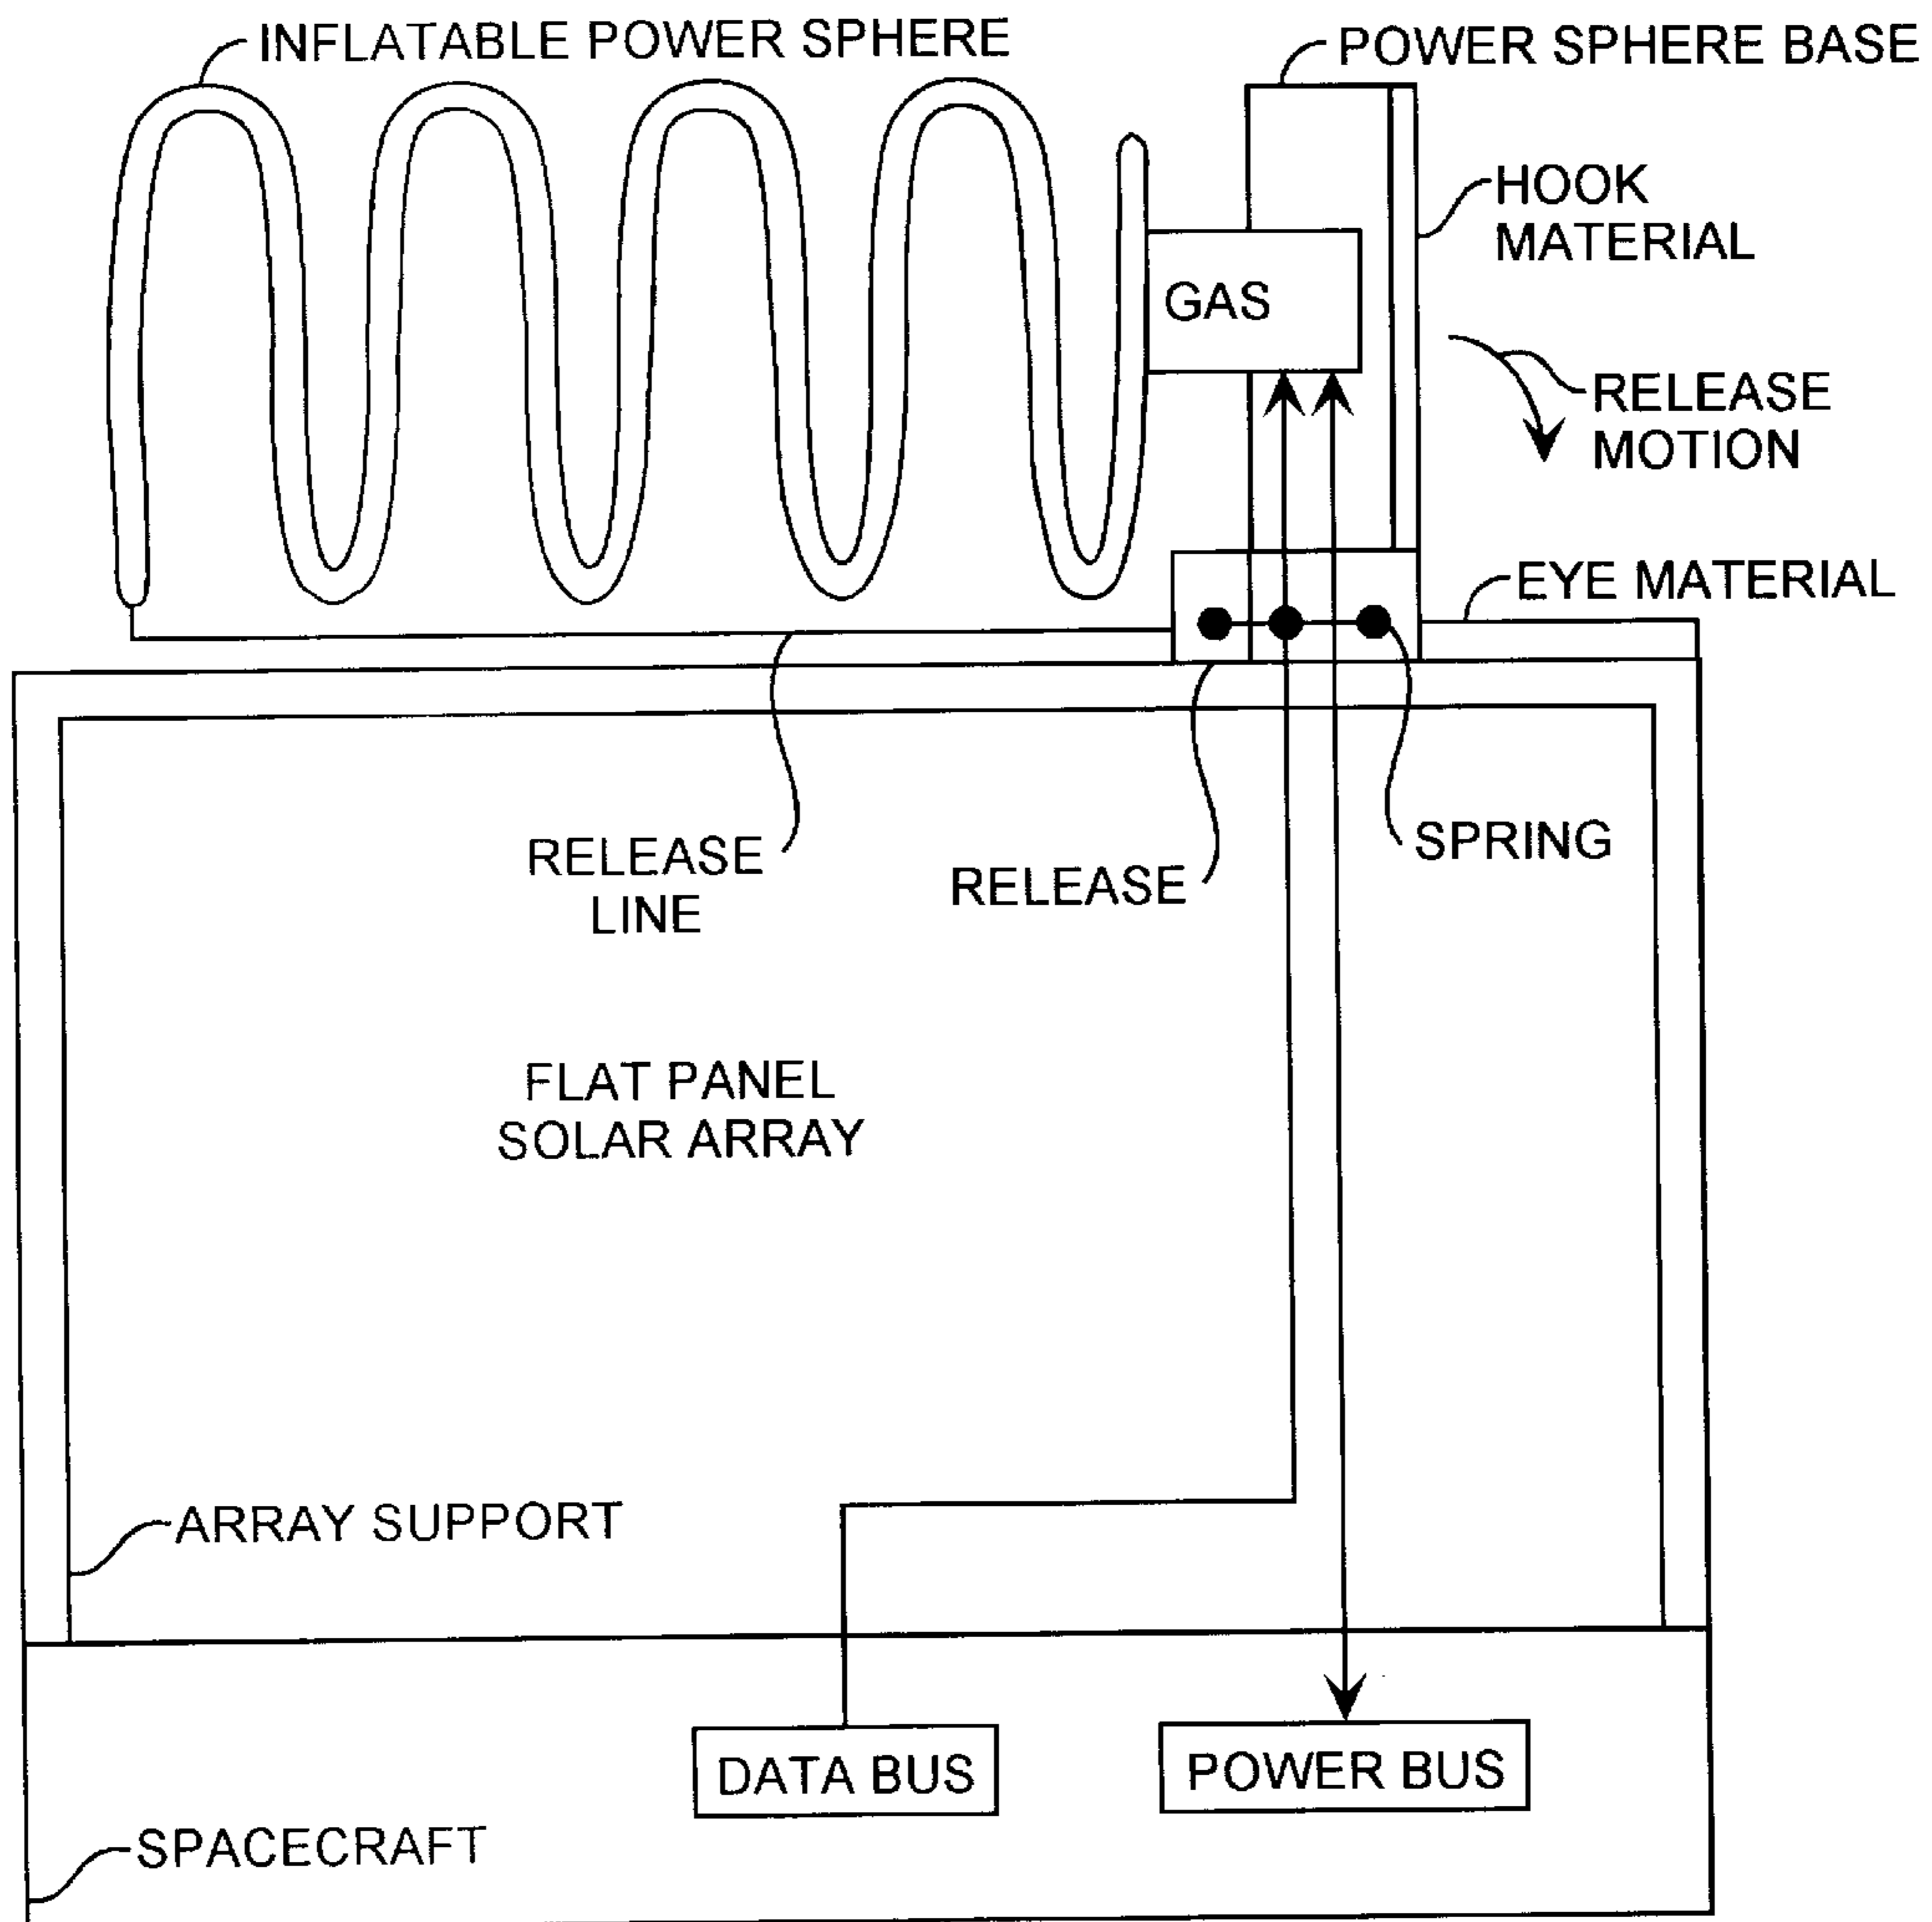 INFLATABLE POWER SPHERE
POWER SPHERE BASE
HOOK
MATERIAL
GAS
RELEASE
MOTION
EYE MATERIAL
RELEASE
LINE
RELEASE
SPRING
FLAT PANEL
SOLAR ARRAY
ARRAY SUPPORT
DATA BUS
POWER BUS
SPACECRAFT